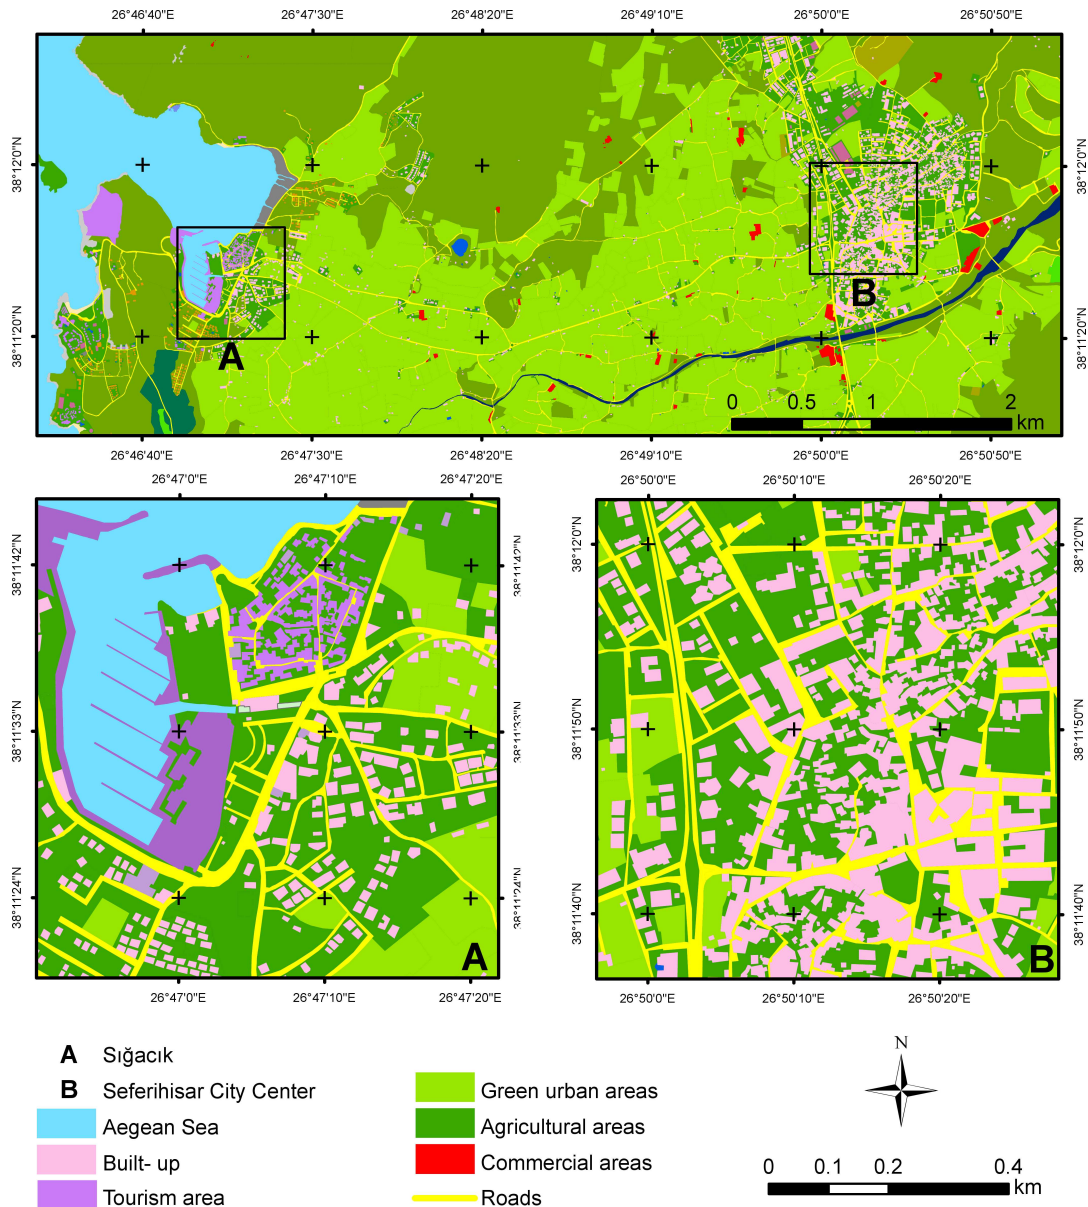 26°46'40"E 26°47'30"E 26°48'20"E 26°49'10"E 26°50'0"E 26°50'50"E
38°12'0"N 38°12'0"N
38°11'20"N 38°11'20"N
A
B
0 0.5 1 2
km
26°46'40"E 26°47'30"E 26°48'20"E 26°49'10"E 26°50'0"E 26°50'50"E
26°47'0"E 26°47'10"E 26°47'20"E 26°50'0"E 26°50'10"E 26°50'20"E
38°11'42"N 38°11'42"N 38°12'0"N 38°12'0"N
38°11'33"N 38°11'33"N 38°11'50"N 38°11'50"N
38°11'24"N 38°11'24"N 38°11'40"N 38°11'40"N
A B
26°47'0"E 26°47'10"E 26°47'20"E 26°50'0"E 26°50'10"E 26°50'20"E
A Sığacık
B Seferihisar City Center
Aegean Sea
Built- up
Tourism area
Green urban areas
Agricultural areas
Commercial areas
Roads
N
0 0.1 0.2 0.4
km